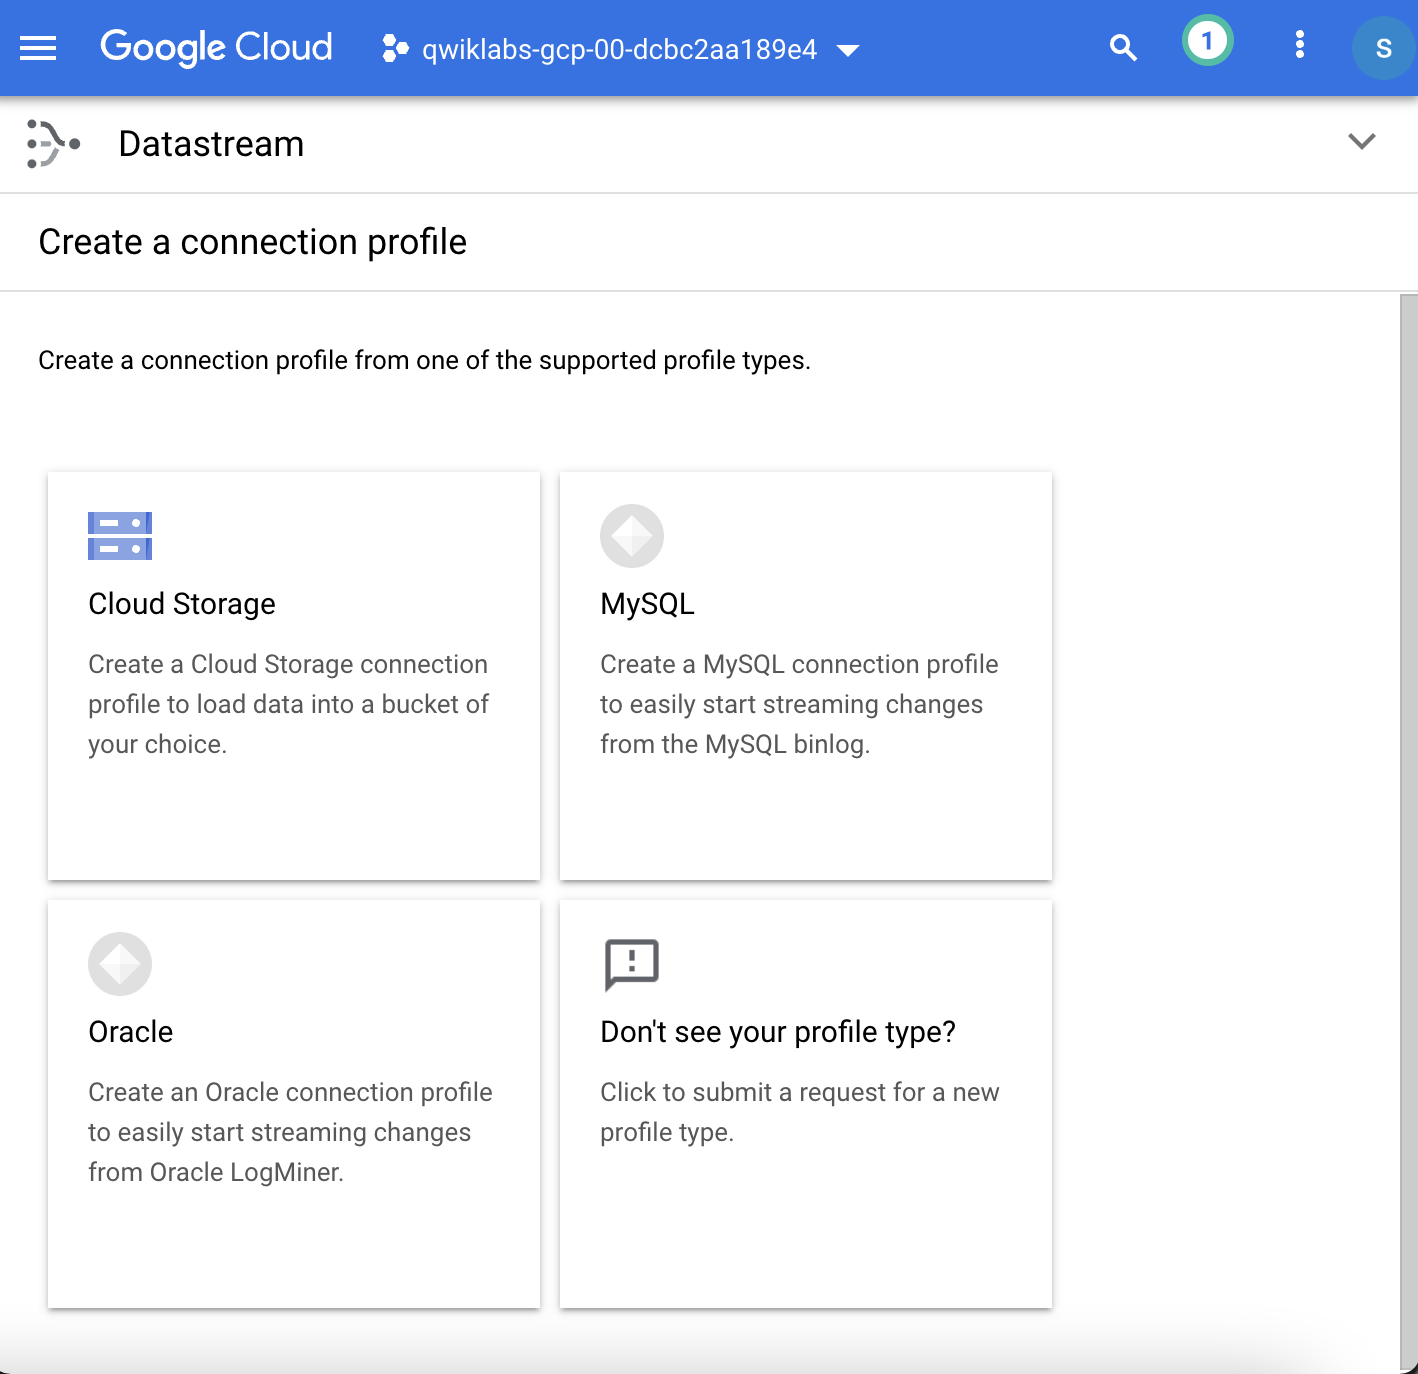 Google Cloud
qwiklabs-gcp-00-dcbc2aa189e4
1
S
Datastream
Create a connection profile
Create a connection profile from one of the supported profile types.
Cloud Storage
Create a Cloud Storage connection
profile to load data into a bucket of
your choice.
MySQL
Create a MySQL connection profile
to easily start streaming changes
from the MySQL binlog.
Oracle
Create an Oracle connection profile
to easily start streaming changes
from Oracle LogMiner.
Don't see your profile type?
Click to submit a request for a new
profile type.